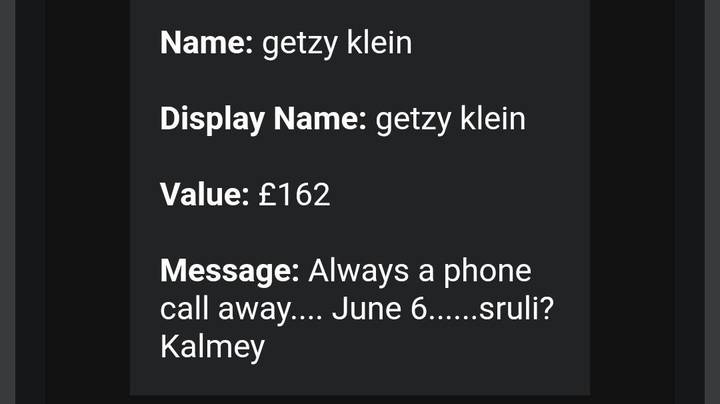 Name: getzy klein
Display Name: getzy klein
Value: £162
Message: Always a phone
call away.... June 6......sruli?
Kalmey